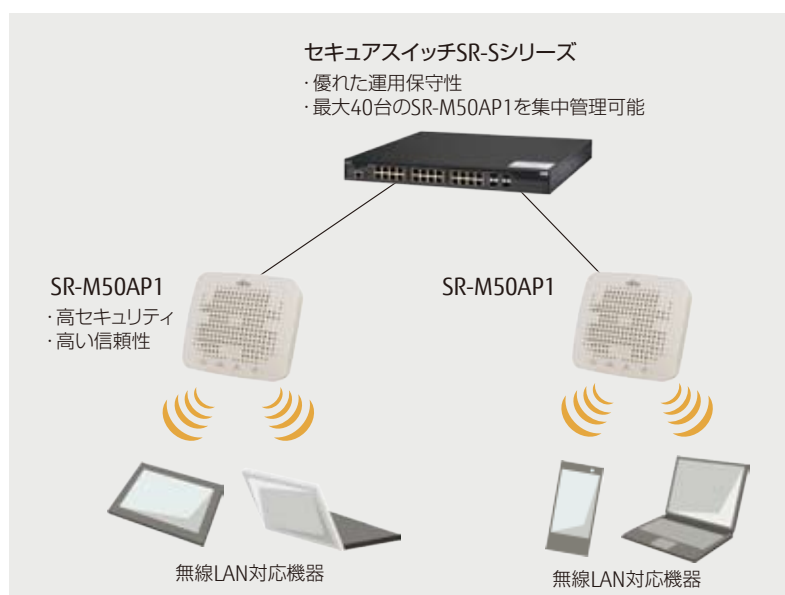 セキュアスイッチSR-Sシリーズ
・優れた運用保守性
・最大40台のSR-M50AP1を集中管理可能
SR-M50AP1
・高セキュリティ
・高い信頼性
SR-M50AP1
無線LAN対応機器
無線LAN対応機器